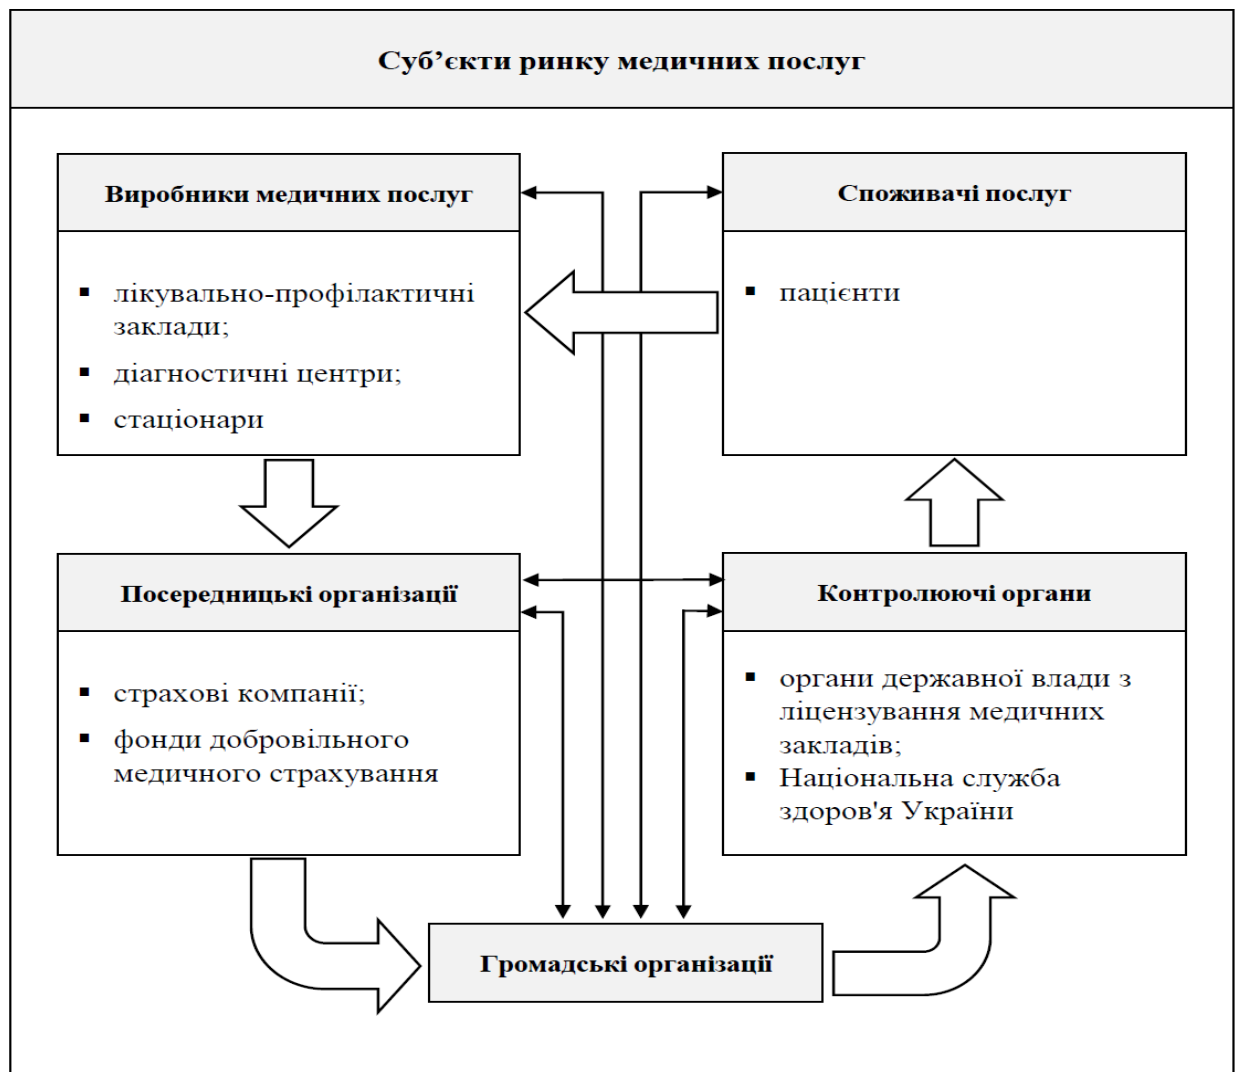 Суб’єкти ринку медичних послуг
Виробники медичних послуг
▪ лікувально-профілактичні
заклади;
▪ діагностичні центри;
▪ стаціонари
Споживачі послуг
▪ пацієнти
Посередницькі організації
▪ страхові компанії;
▪ фонди добровільного
медичного страхування
Контролюючі органи
▪ органи державної влади з
ліцензування медичних
закладів;
▪ Національна служба
здоров'я України
Громадські організації